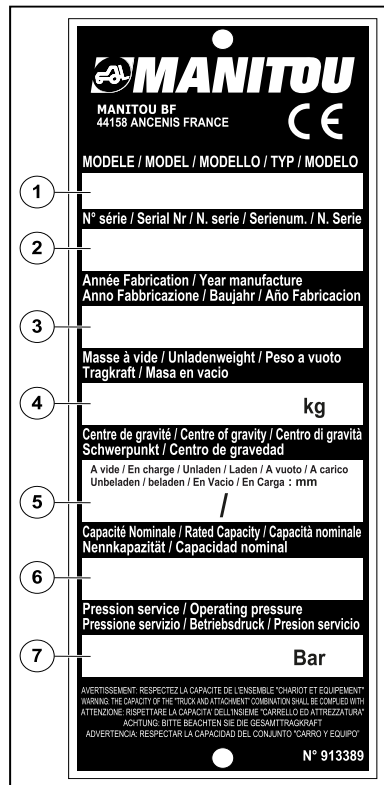 MANITOU
MANITOU BF
44158 ANCENIS FRANCE
CE
MODELE / MODEL / MODELLO / TYP / MODELO
1
N° série / Serial Nr / N. serie / Serienum. / N. Serie
2
Année Fabrication / Year manufacture
Anno Fabbricazione / Baujahr / Año Fabricacion
3
Masse à vide / Unladenweight / Peso a vuoto
Tragkraft / Masa en vacio
4 kg
Centre de gravité / Centre of gravity / Centro di gravità
Schwerpunkt / Centro de gravedad
A vide / En charge / Unladen / Laden / A vuoto / A carico
Unbeladen / beladen / En Vacio / En Carga : mm
5 /
Capacité Nominale / Rated Capacity / Capacità nominale
Nennkapazität / Capacidad nominal
6
Pression service / Operating pressure
Pressione servizio / Betriebsdruck / Presion servicio
7 Bar
AVERTISSEMENT: RESPECTEZ LA CAPACITE DE L'ENSEMBLE "CHARIOT ET EQUIPEMENT"
WARNING: THE CAPACITY OF THE "TRUCK AND ATTACHMENT" COMBINATION SHALL BE COMPLIED WITH
ATTENZIONE: RISPETTARE LA CAPACITA' DELL'INSIEME "CARRELLO ED ATTREZZATURA"
ACHTUNG: BITTE BEACHTEN SIE DIE GESAMTTRAGKRAFT
ADVERTENCIA: RESPECTAR LA CAPACIDAD DEL CONJUNTO "CARRO Y EQUIPO"
N° 913389